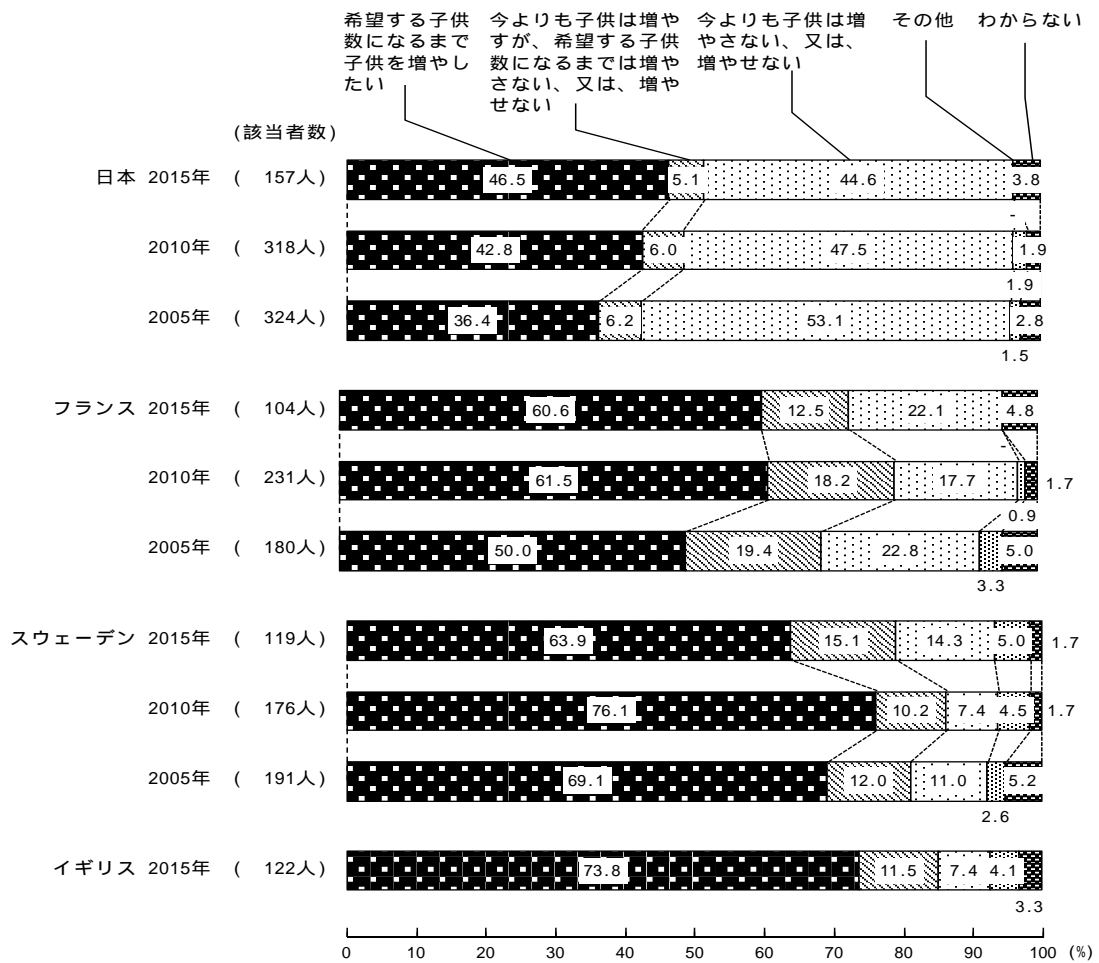 希望する子供
数になるまで
子供を増やし
たい
今よりも子供は増や
すが、希望する子供
数になるまでは増や
さない、又は、増や
せない
今よりも子供は増
やさない、又は、
増やせない
その他
わからない
(該当者数)
日本 2015年 ( 157人) 46.5 5.1 44.6 3.8
-
2010年 ( 318人) 42.8 6.0 47.5 1.9
1.9
2005年 ( 324人) 36.4 6.2 53.1 2.8
1.5
フランス 2015年 ( 104人) 60.6 12.5 22.1 4.8
-
2010年 ( 231人) 61.5 18.2 17.7 1.7
0.9
2005年 ( 180人) 50.0 19.4 22.8 5.0
3.3
スウェーデン 2015年 ( 119人) 63.9 15.1 14.3 5.0 1.7
2010年 ( 176人) 76.1 10.2 7.4 4.5 1.7
2005年 ( 191人) 69.1 12.0 11.0 5.2
2.6
イギリス 2015年 ( 122人) 73.8 11.5 7.4 4.1
3.3
0 10 20 30 40 50 60 70 80 90 100 (%)